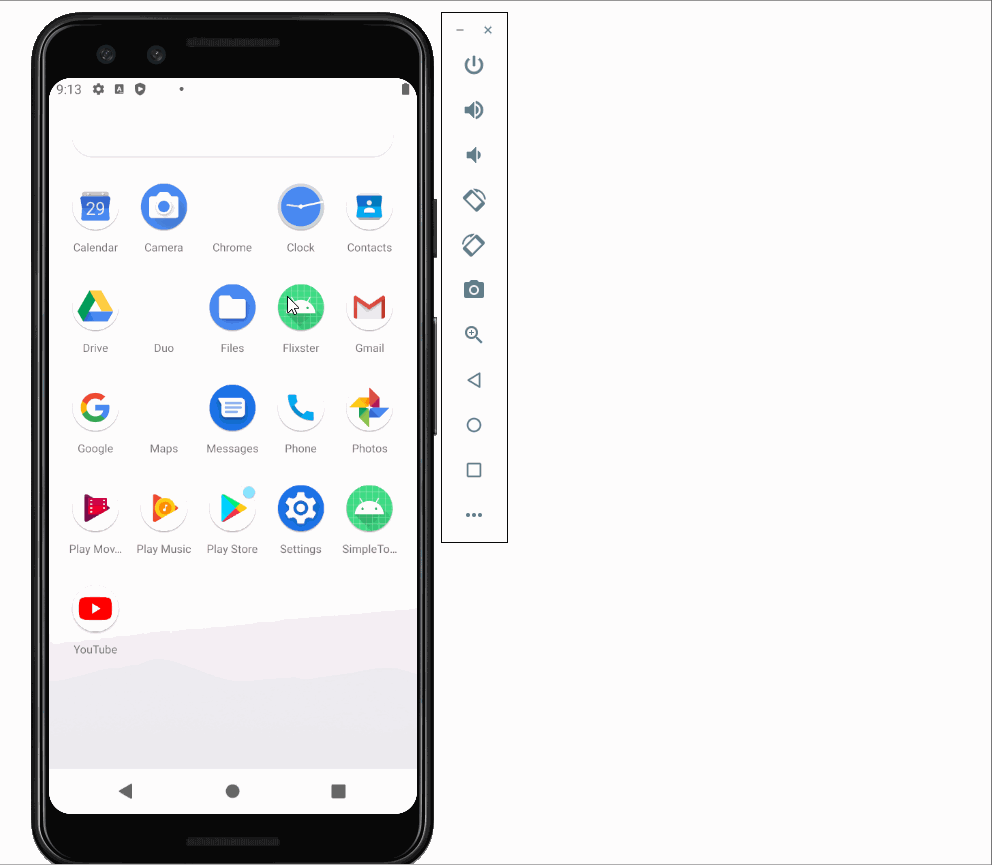 9:13
29
Calendar Camera Chrome Clock Contacts
Drive Duo Files Flixster Gmail
Google Maps Messages Phone Photos
Play Mov... Play Music Play Store Settings SimpleTo...
YouTube